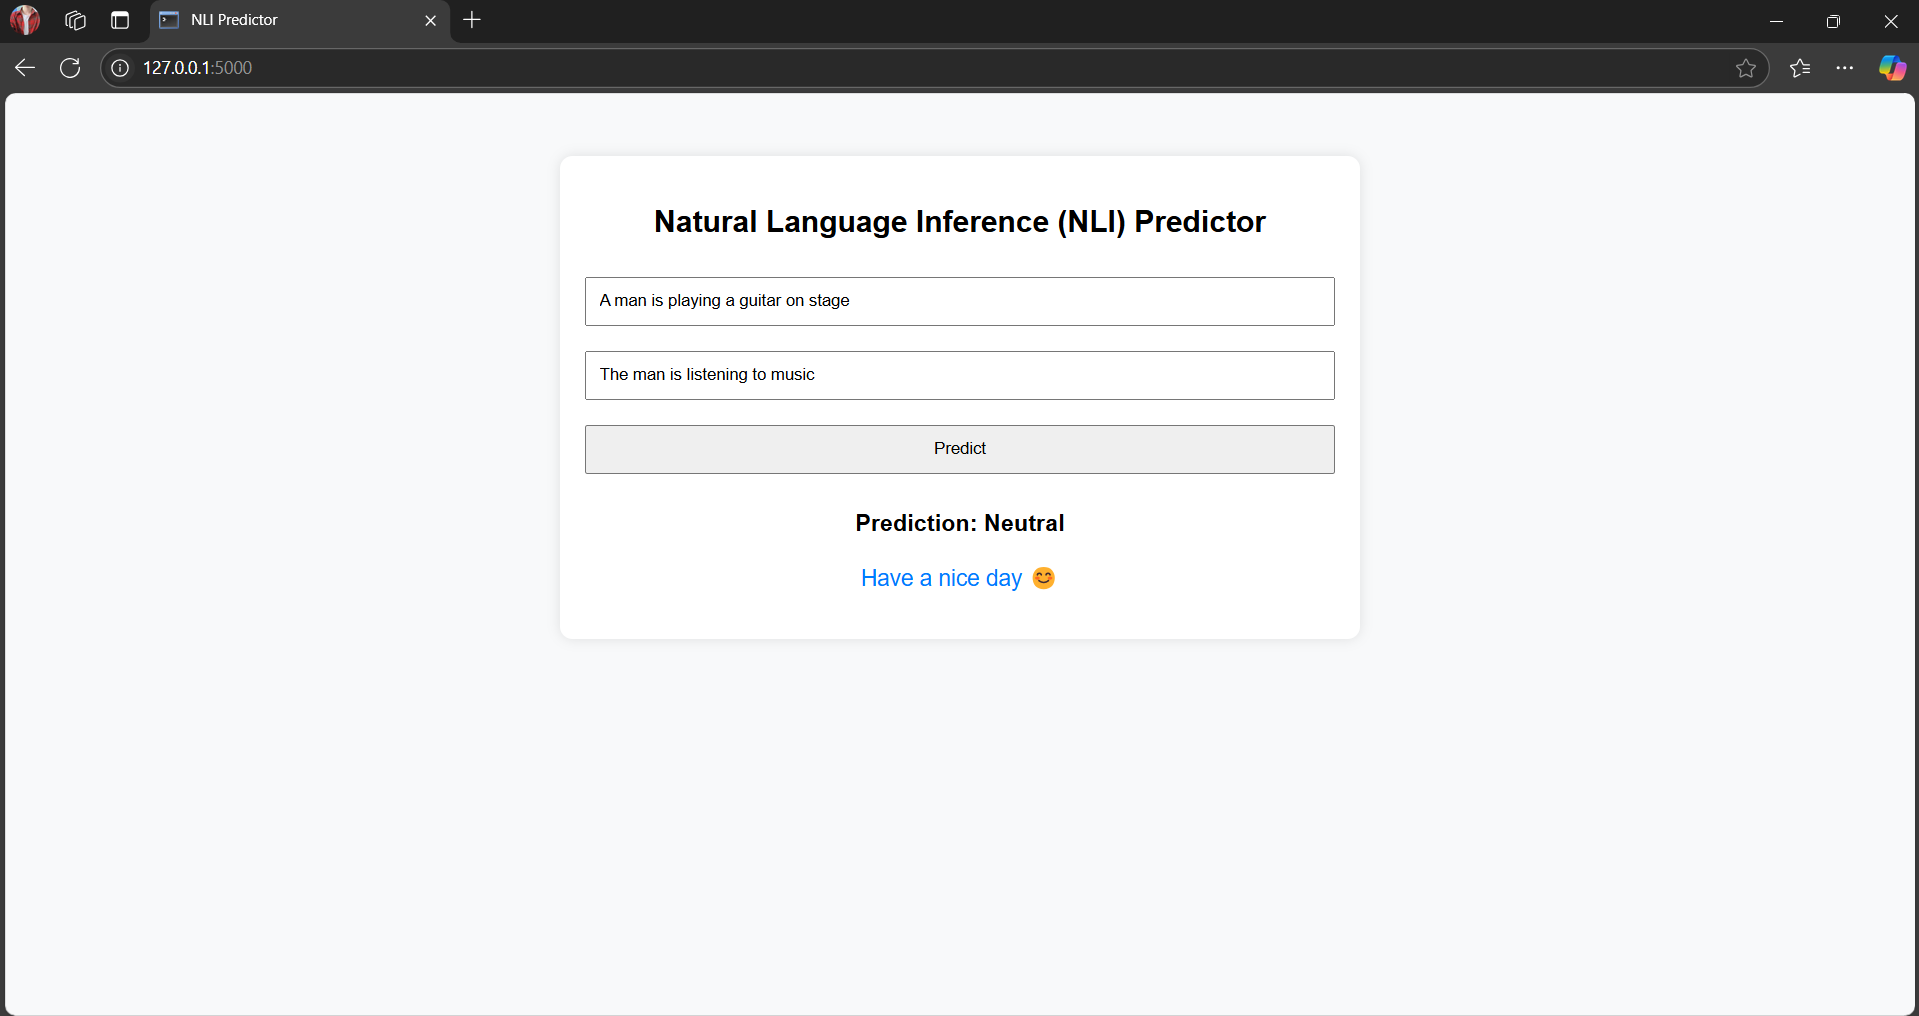 NLI Predictor
127.0.0.1:5000
Natural Language Inference (NLI) Predictor
A man is playing a guitar on stage
The man is listening to music
Predict
Prediction: Neutral
Have a nice day 😊